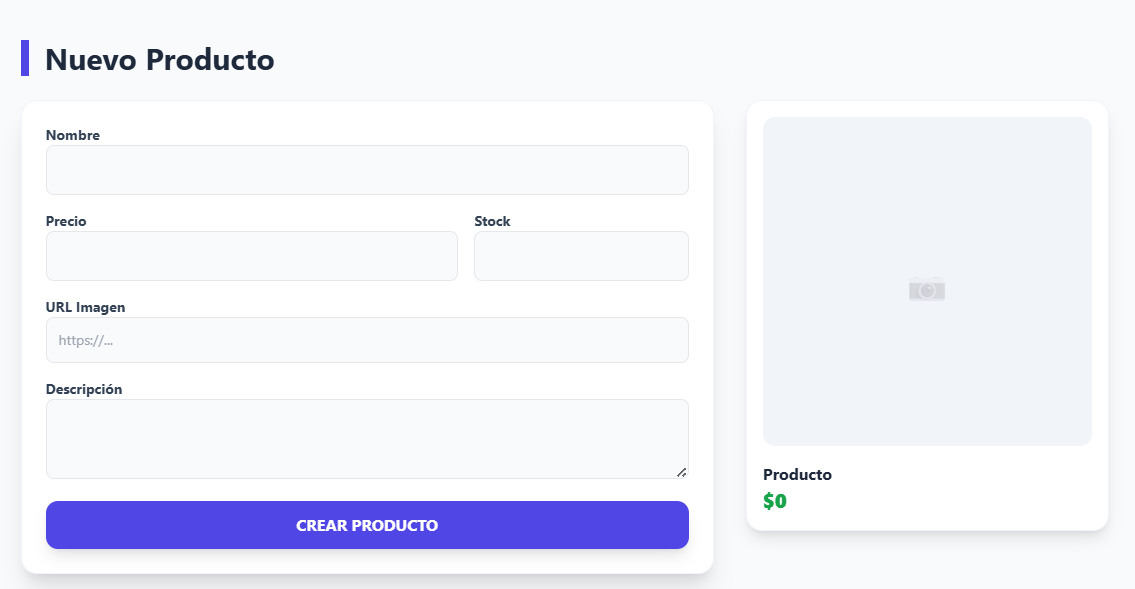 Nuevo Producto
Nombre
Precio
Stock
URL Imagen
https://...
Descripción
CREAR PRODUCTO
Producto
$0